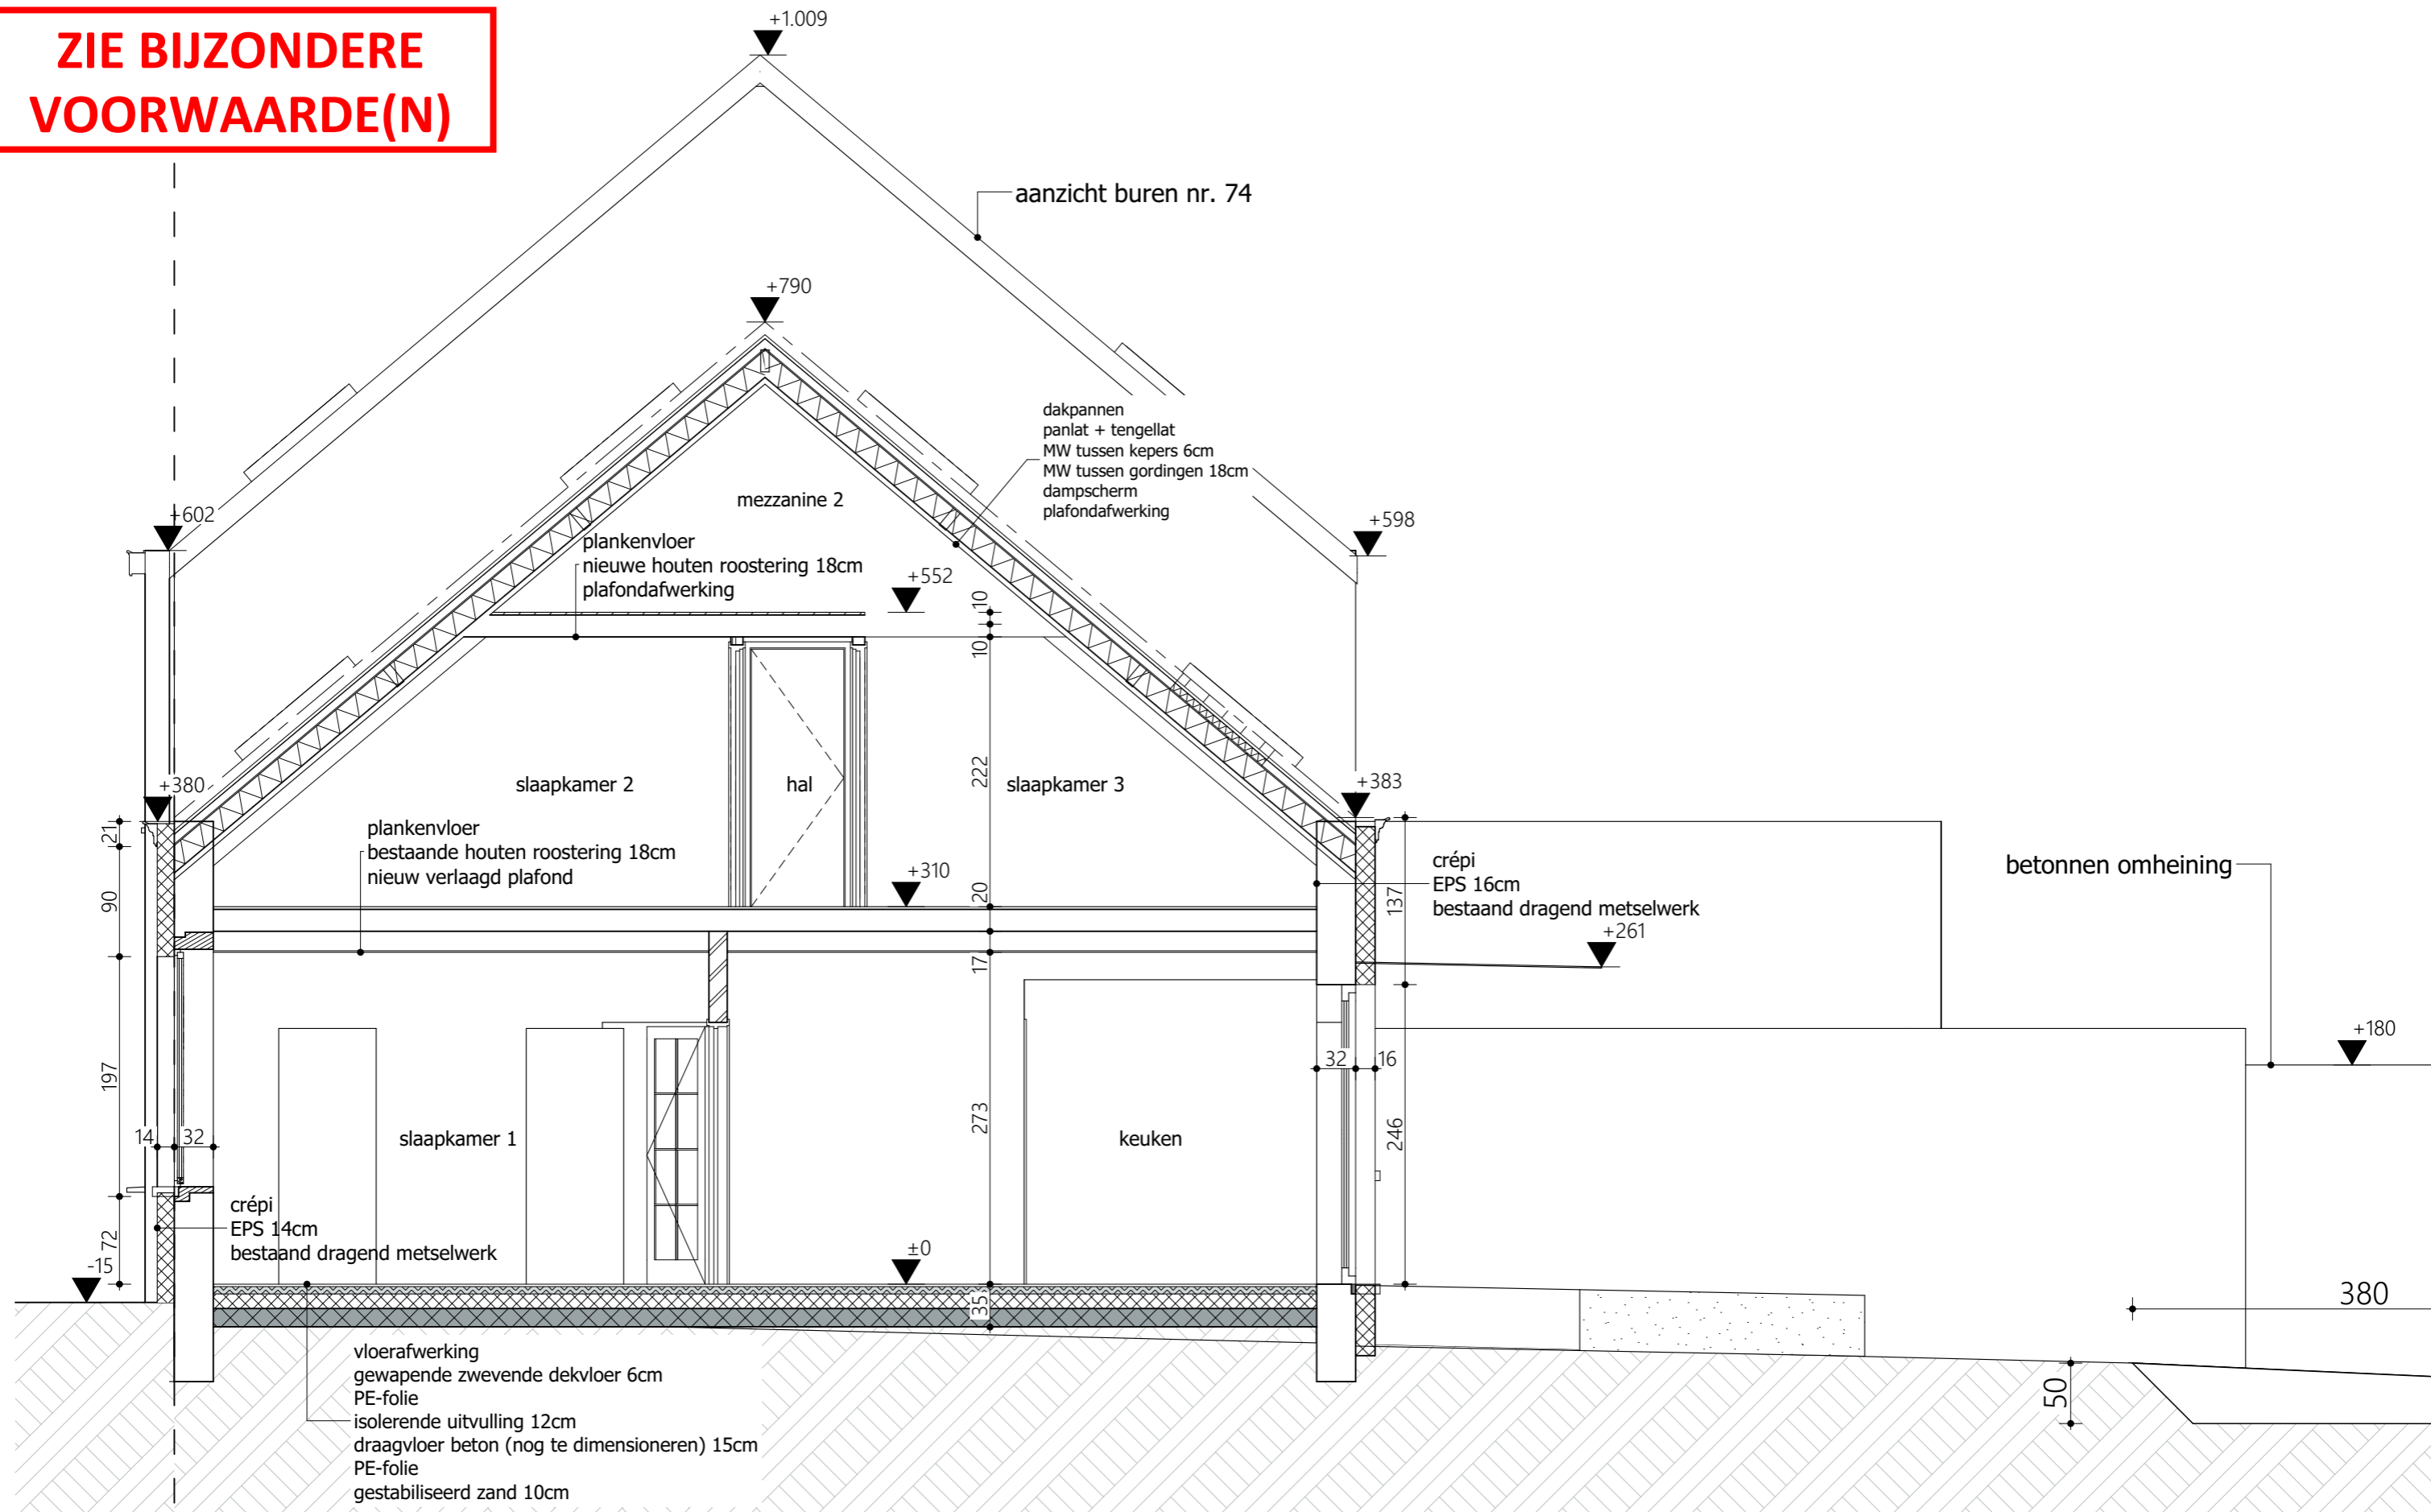 ZIE BIJZONDERE
VOORWAARDE(N)
+1.009
aanzicht buren nr. 74
+790
dakpannen
panlat + tengellat
MW tussen kepers 6cm
MW tussen gordingen 18cm
dampscherm
plafondafwerking
mezzanine 2
+602
+598
plankenvloer
nieuwe houten roostering 18cm
plafondafwerking
+552
10
10
222
slaapkamer 2
hal
slaapkamer 3
+380
+383
21
plankenvloer
bestaande houten roostering 18cm
nieuw verlaagd plafond
+310
20
90
crépi
EPS 16cm
bestaand dragend metselwerk
137
betonnen omheining
+261
17
+180
197
32
16
273
246
14
32
slaapkamer 1
keuken
crépi
EPS 14cm
bestaand dragend metselwerk
72
-15
±0
35
380
50
vloerafwerking
gewapende zwevende dekvloer 6cm
PE-folie
isolerende uitvulling 12cm
draagvloer beton (nog te dimensioneren) 15cm
PE-folie
gestabiliseerd zand 10cm